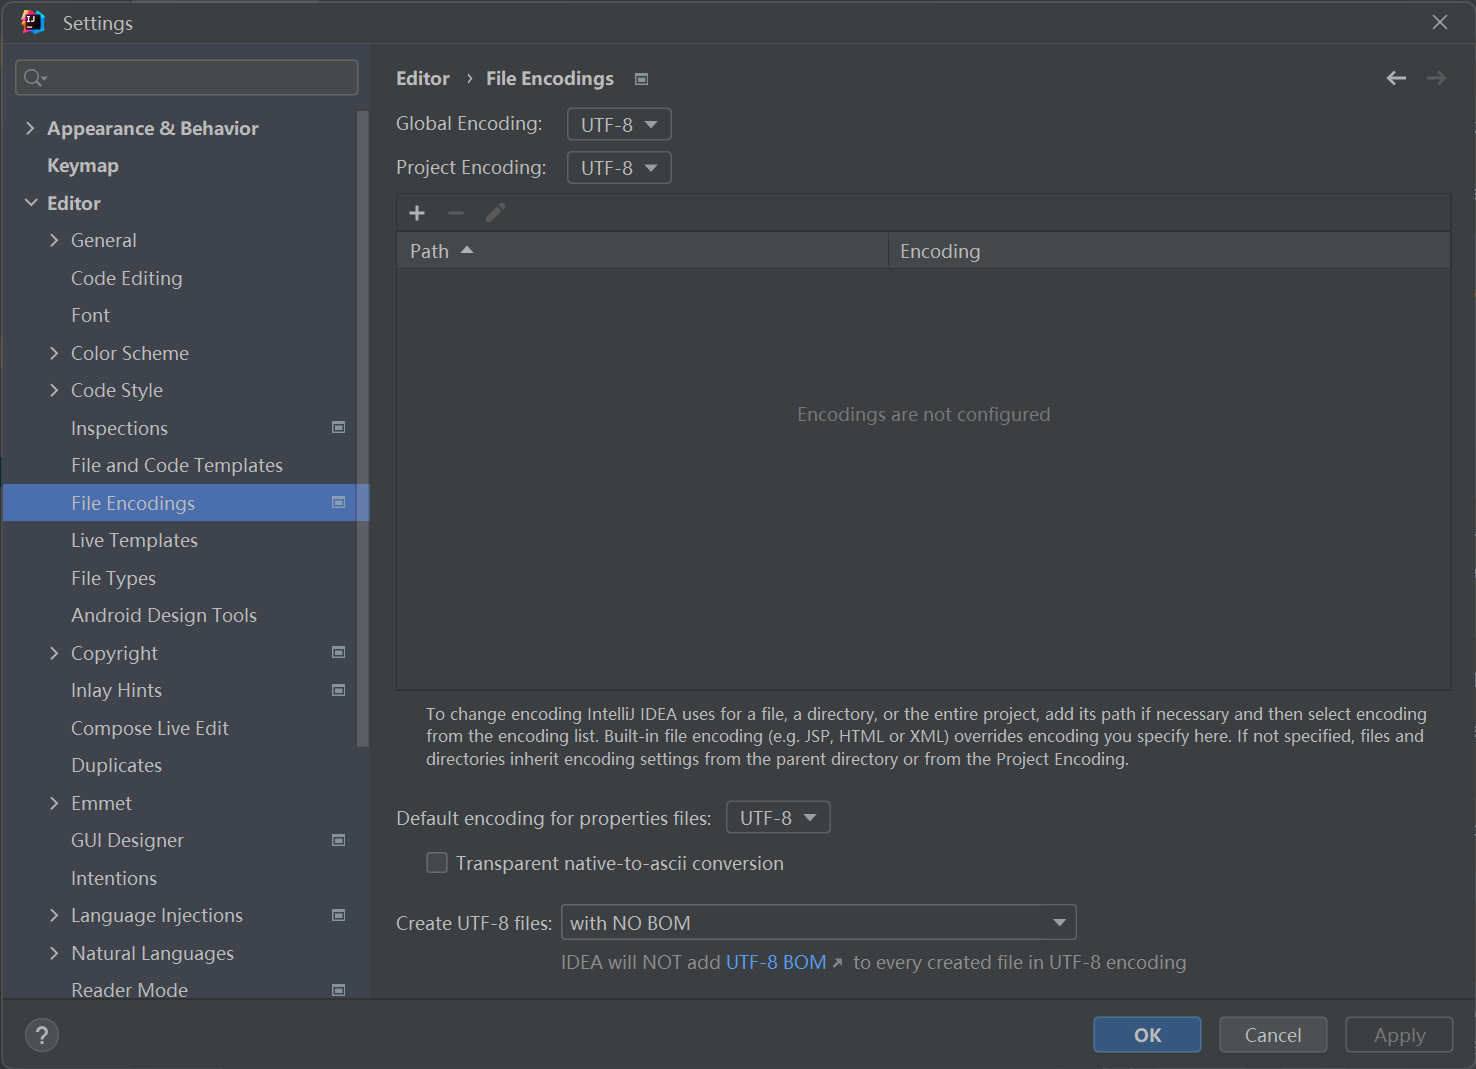 Settings
Appearance & Behavior
Keymap
Editor
General
Code Editing
Font
Color Scheme
Code Style
Inspections
File and Code Templates
File Encodings
Live Templates
File Types
Android Design Tools
Copyright
Inlay Hints
Compose Live Edit
Duplicates
Emmet
GUI Designer
Intentions
Language Injections
Natural Languages
Reader Mode
Editor › File Encodings
Global Encoding: UTF-8
Project Encoding: UTF-8
Path Encoding
Encodings are not configured
To change encoding IntelliJ IDEA uses for a file, a directory, or the entire project, add its path if necessary and then select encoding
from the encoding list. Built-in file encoding (e.g. JSP, HTML or XML) overrides encoding you specify here. If not specified, files and
directories inherit encoding settings from the parent directory or from the Project Encoding.
Default encoding for properties files: UTF-8
Transparent native-to-ascii conversion
Create UTF-8 files: with NO BOM
IDEA will NOT add UTF-8 BOM ↗ to every created file in UTF-8 encoding
? OK Cancel Apply